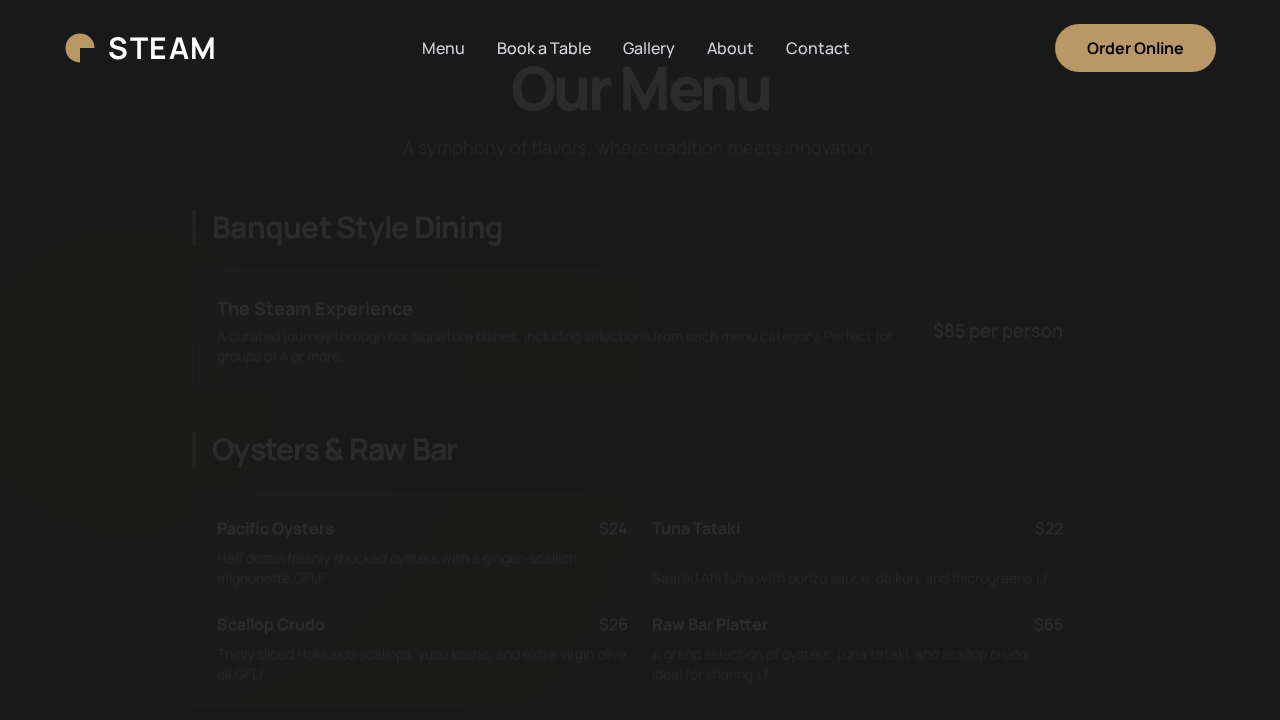 STEAM
Menu Book a Table Gallery About Contact
Order Online
Our Menu
A symphony of flavors, where tradition meets innovation.
Banquet Style Dining
The Steam Experience
A curated journey through our signature dishes, including selections from each menu category. Perfect for
groups of 4 or more.
$85 per person
Oysters & Raw Bar
Pacific Oysters $24
Half dozen freshly shucked oysters with a ginger-scallion
mignonette.GFLF
Tuna Tataki $22
Seared Ahi tuna with ponzu sauce, daikon, and microgreens.LF
Scallop Crudo $26
Thinly sliced Hokkaido scallops, yuzu kosho, and extra virgin olive
oil.GFLF
Raw Bar Platter $65
A grand selection of oysters, tuna tataki, and scallop crudo.
Ideal for sharing.LF